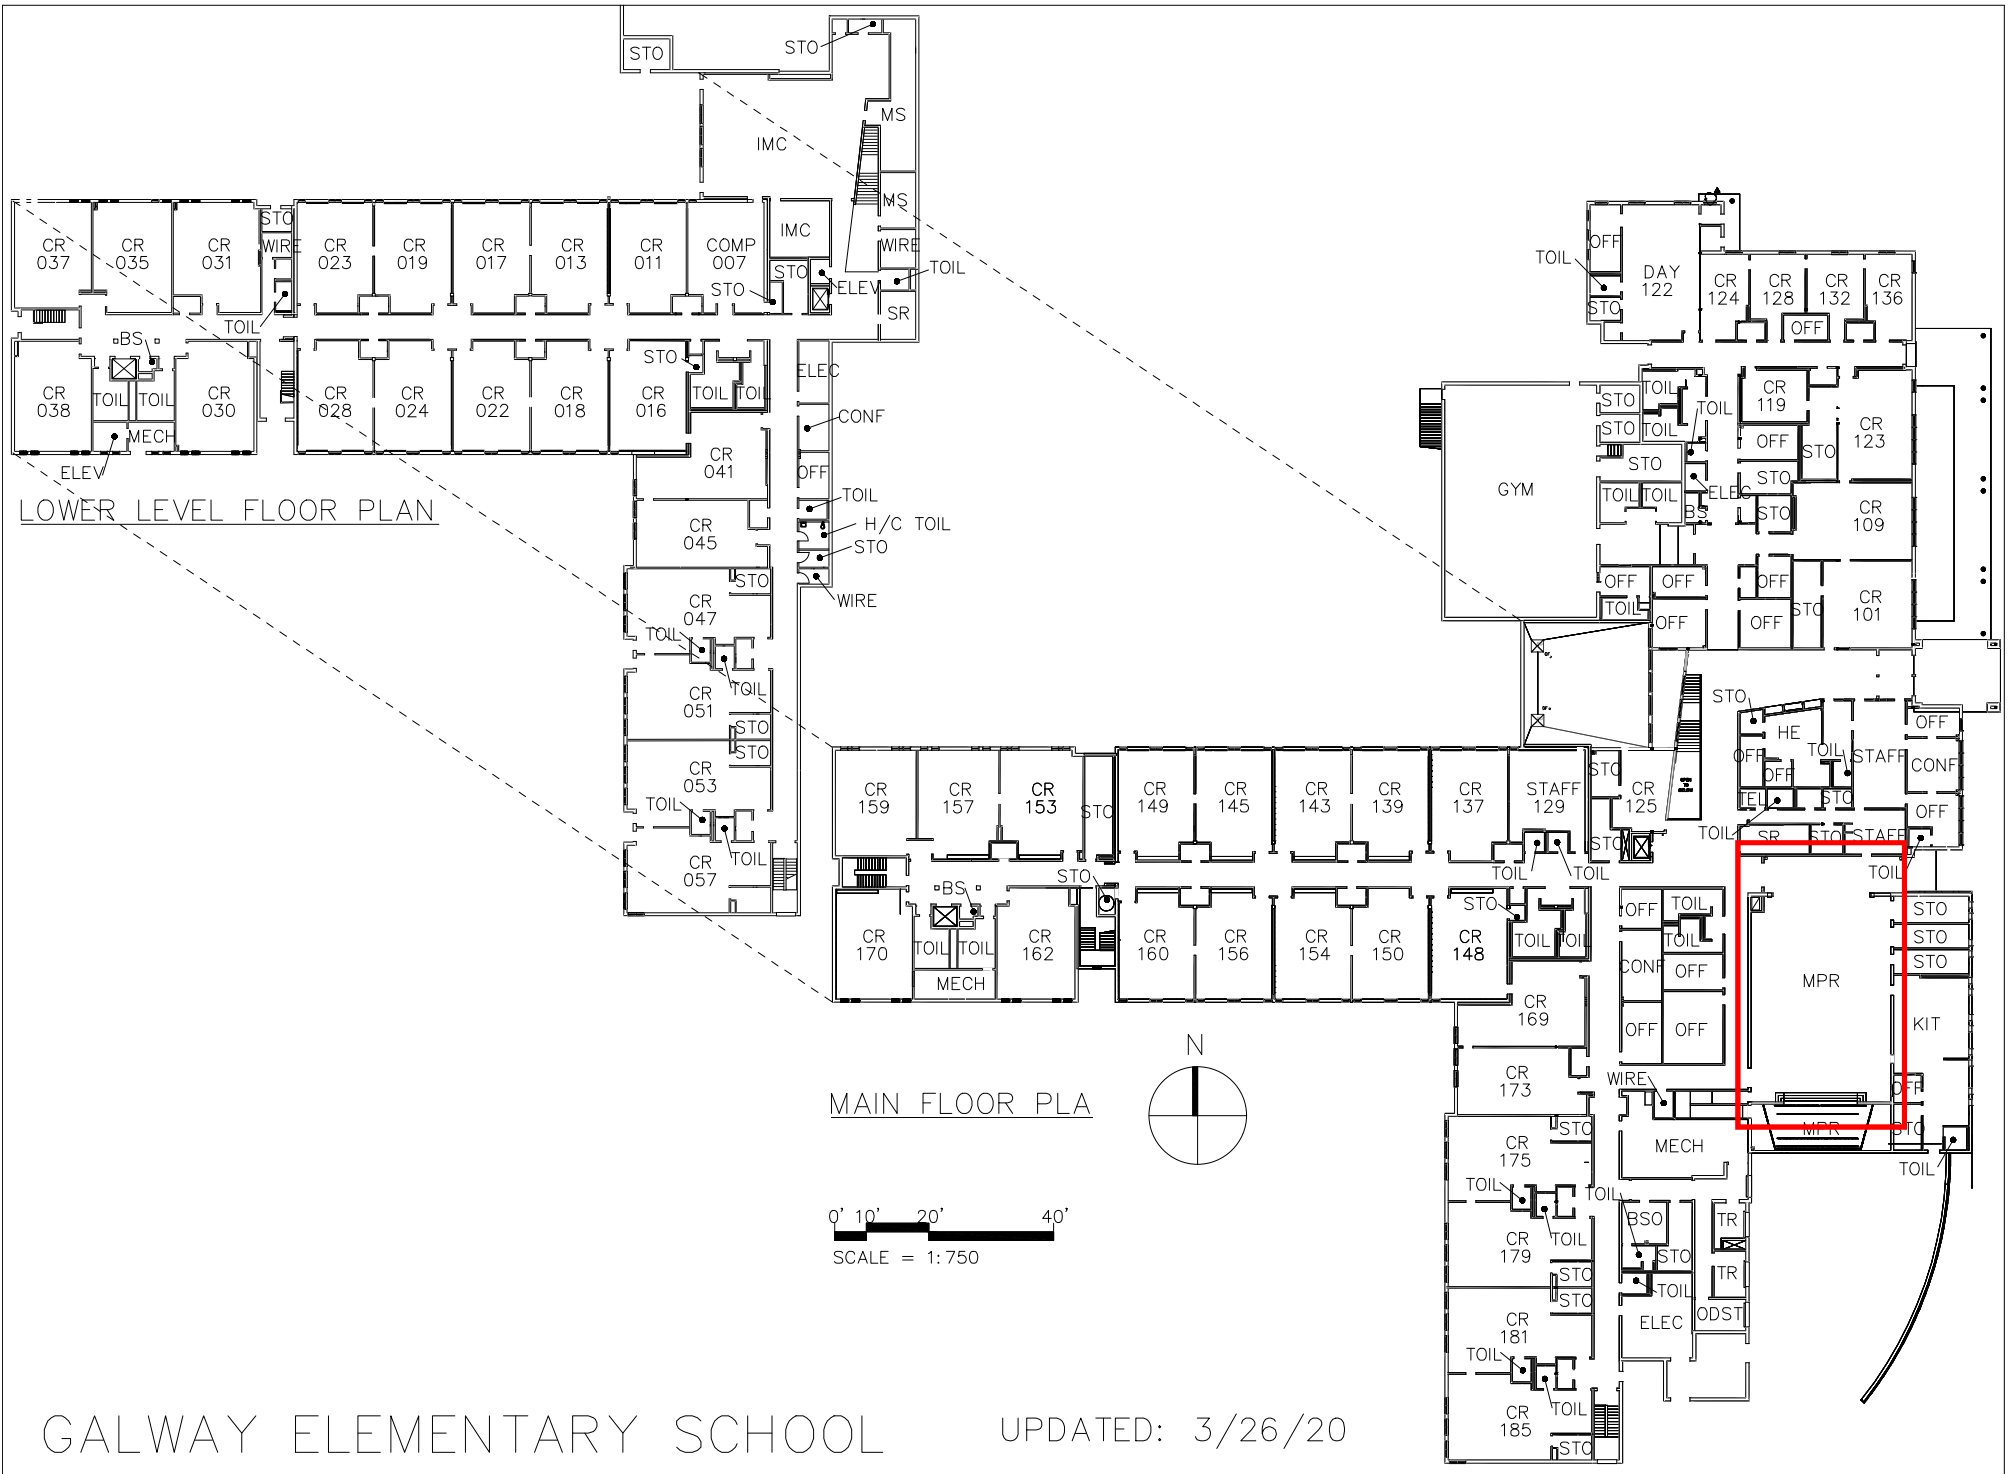 STO
STO
MS
IMC
MS
STO
WIRE
CR
037
CR
035
CR
031
CR
023
CR
019
CR
017
CR
013
CR
011
COMP
007
IMC
WIRE
STO
STO
ELEV
TOIL
SR
TOIL
BS
CR
038
TOIL
TOIL
CR
030
MECH
ELEV
CR
028
CR
024
CR
022
CR
018
CR
016
STO
TOIL
TOIL
ELEC
CONF
CR
041
OFF
TOIL
H/C TOIL
STO
WIRE
CR
045
STO
CR
047
TOIL
TOIL
CR
051
STO
STO
CR
053
TOIL
TOIL
CR
057
LOWER LEVEL FLOOR PLAN
OFF
TOIL
STO
DAY
122
CR
124
CR
128
CR
132
CR
136
OFF
GYM
STO
STO
STO
TOIL
TOIL
TOIL
TOIL
TOIL
ELEC
BS
CR
119
OFF
STO
STO
STO
CR
123
CR
109
OFF
TOIL
OFF
OFF
OFF
OFF
STO
CR
101
STO
HE
OFF
OFF
TOIL
STAFF
OFF
CONF
OFF
TEL
STO
TOIL
SR
STO
STAFF
TOIL
CR
159
CR
157
CR
153
STO
CR
149
CR
145
CR
143
CR
139
CR
137
STAFF
129
STO
CR
125
STO
OPEN
TO
BELOW
TOIL
TOIL
BS
STO
CR
170
TOIL
TOIL
MECH
CR
162
CR
160
CR
156
CR
154
CR
150
CR
148
STO
TOIL
TOIL
OFF
TOIL
TOIL
CONF
OFF
OFF
OFF
MPR
STO
STO
STO
KIT
OFF
STO
MPR
TOIL
CR
169
CR
173
WIRE
MECH
STO
CR
175
TOIL
TOIL
CR
179
STO
STO
CR
181
TOIL
TOIL
CR
185
STO
TOIL
BSO
STO
TOIL
ELEC
TR
TR
ODST
MAIN FLOOR PLA
N
0' 10' 20' 40'
SCALE = 1:750
GALWAY ELEMENTARY SCHOOL
UPDATED: 3/26/20